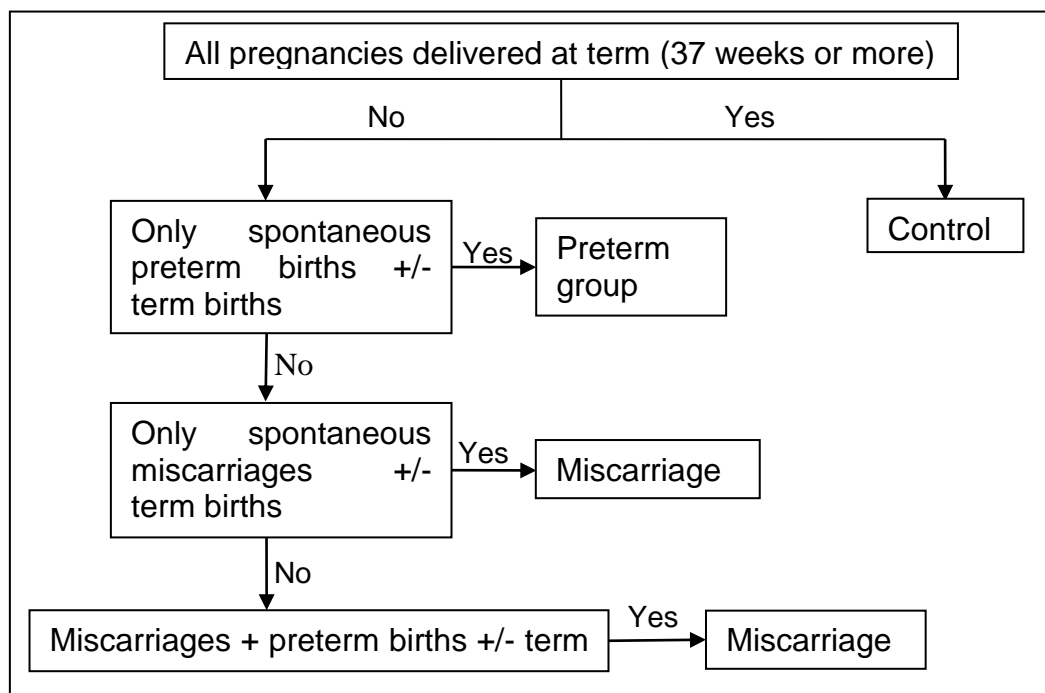 All pregnancies delivered at term (37 weeks or more)
No
Yes
Control
Only spontaneous
preterm births +/-
term births
Yes
Preterm
group
No
Only spontaneous
miscarriages +/-
term births
Yes
Miscarriage
No
Miscarriages + preterm births +/- term
Yes
Miscarriage